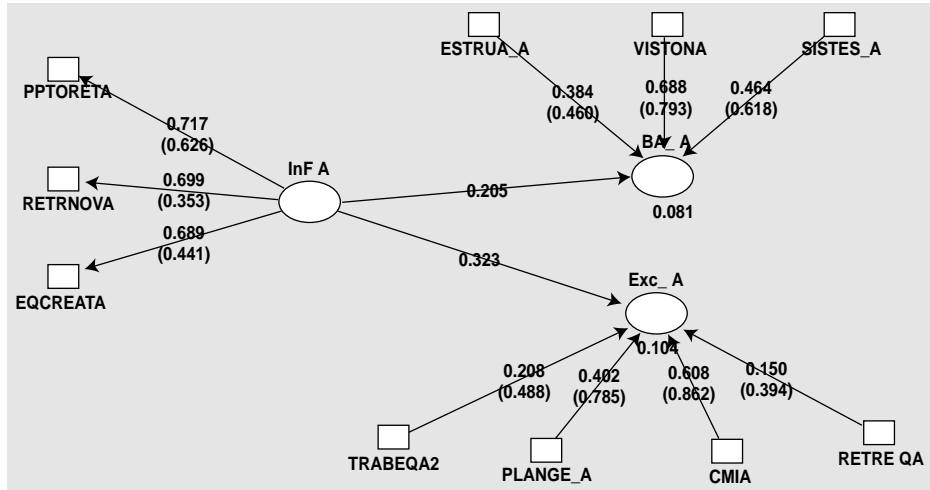 ESTRUA_A
VISTONA
SISTES_A
PPTORETA
0.384
(0.460)
0.688
(0.793)
0.464
(0.618)
0.717
(0.626)
BA_ A
InF A
RETRNOVA
0.699
(0.353)
0.205
0.081
0.689
(0.441)
EQCREATA
0.323
Exc_ A
0.104
0.208
(0.488)
0.402
(0.785)
0.608
(0.862)
0.150
(0.394)
TRABEQA2
PLANGE_A
CMIA
RETRE QA